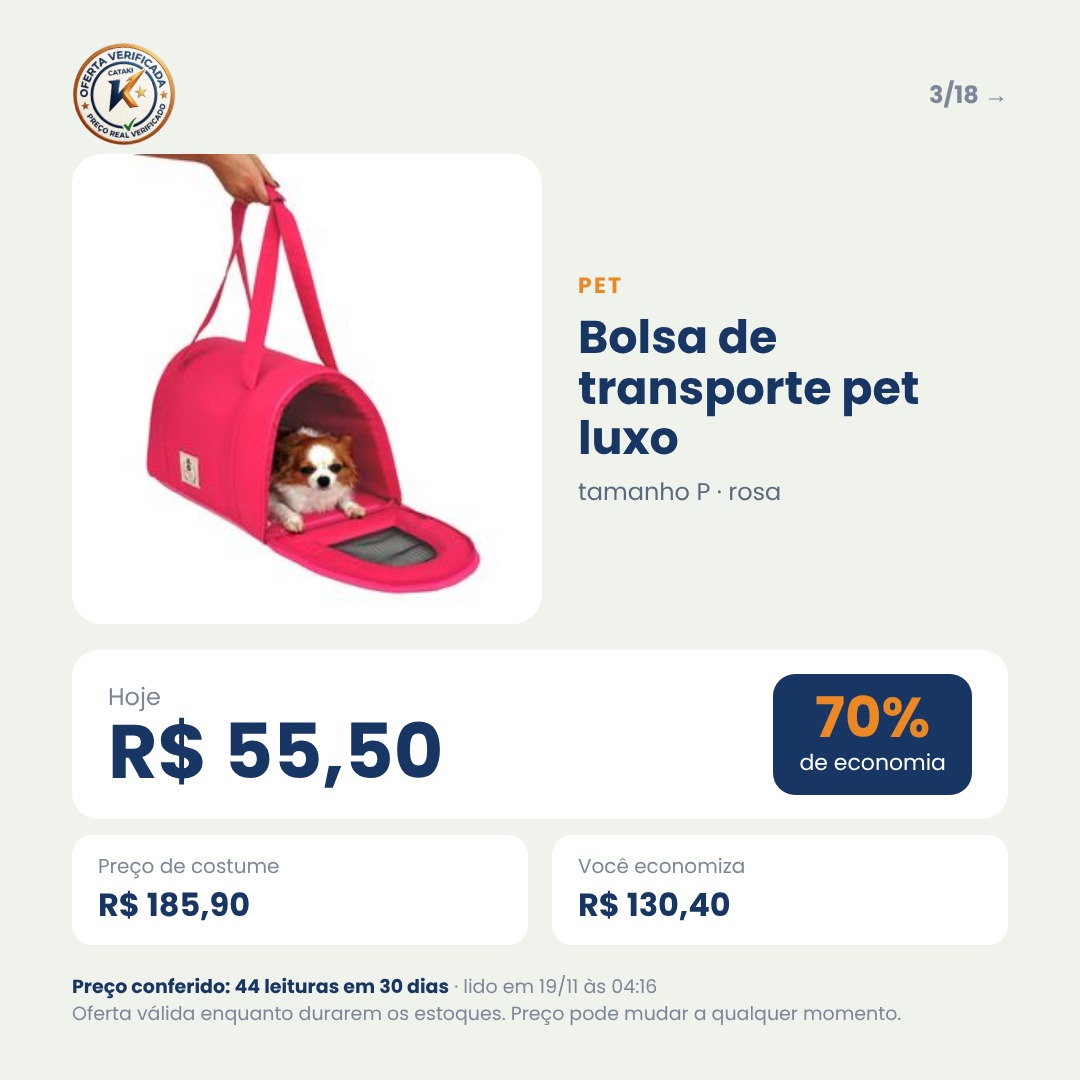 OFERTA VERIFICADA
CATAKI
K
PREÇO REAL VERIFICADO
3/18 →
PET
Bolsa de
transporte pet
luxo
tamanho P · rosa
Hoje
R$ 55,50
70%
de economia
Preço de costume
R$ 185,90
Você economiza
R$ 130,40
Preço conferido: 44 leituras em 30 dias · lido em 19/11 às 04:16
Oferta válida enquanto durarem os estoques. Preço pode mudar a qualquer momento.